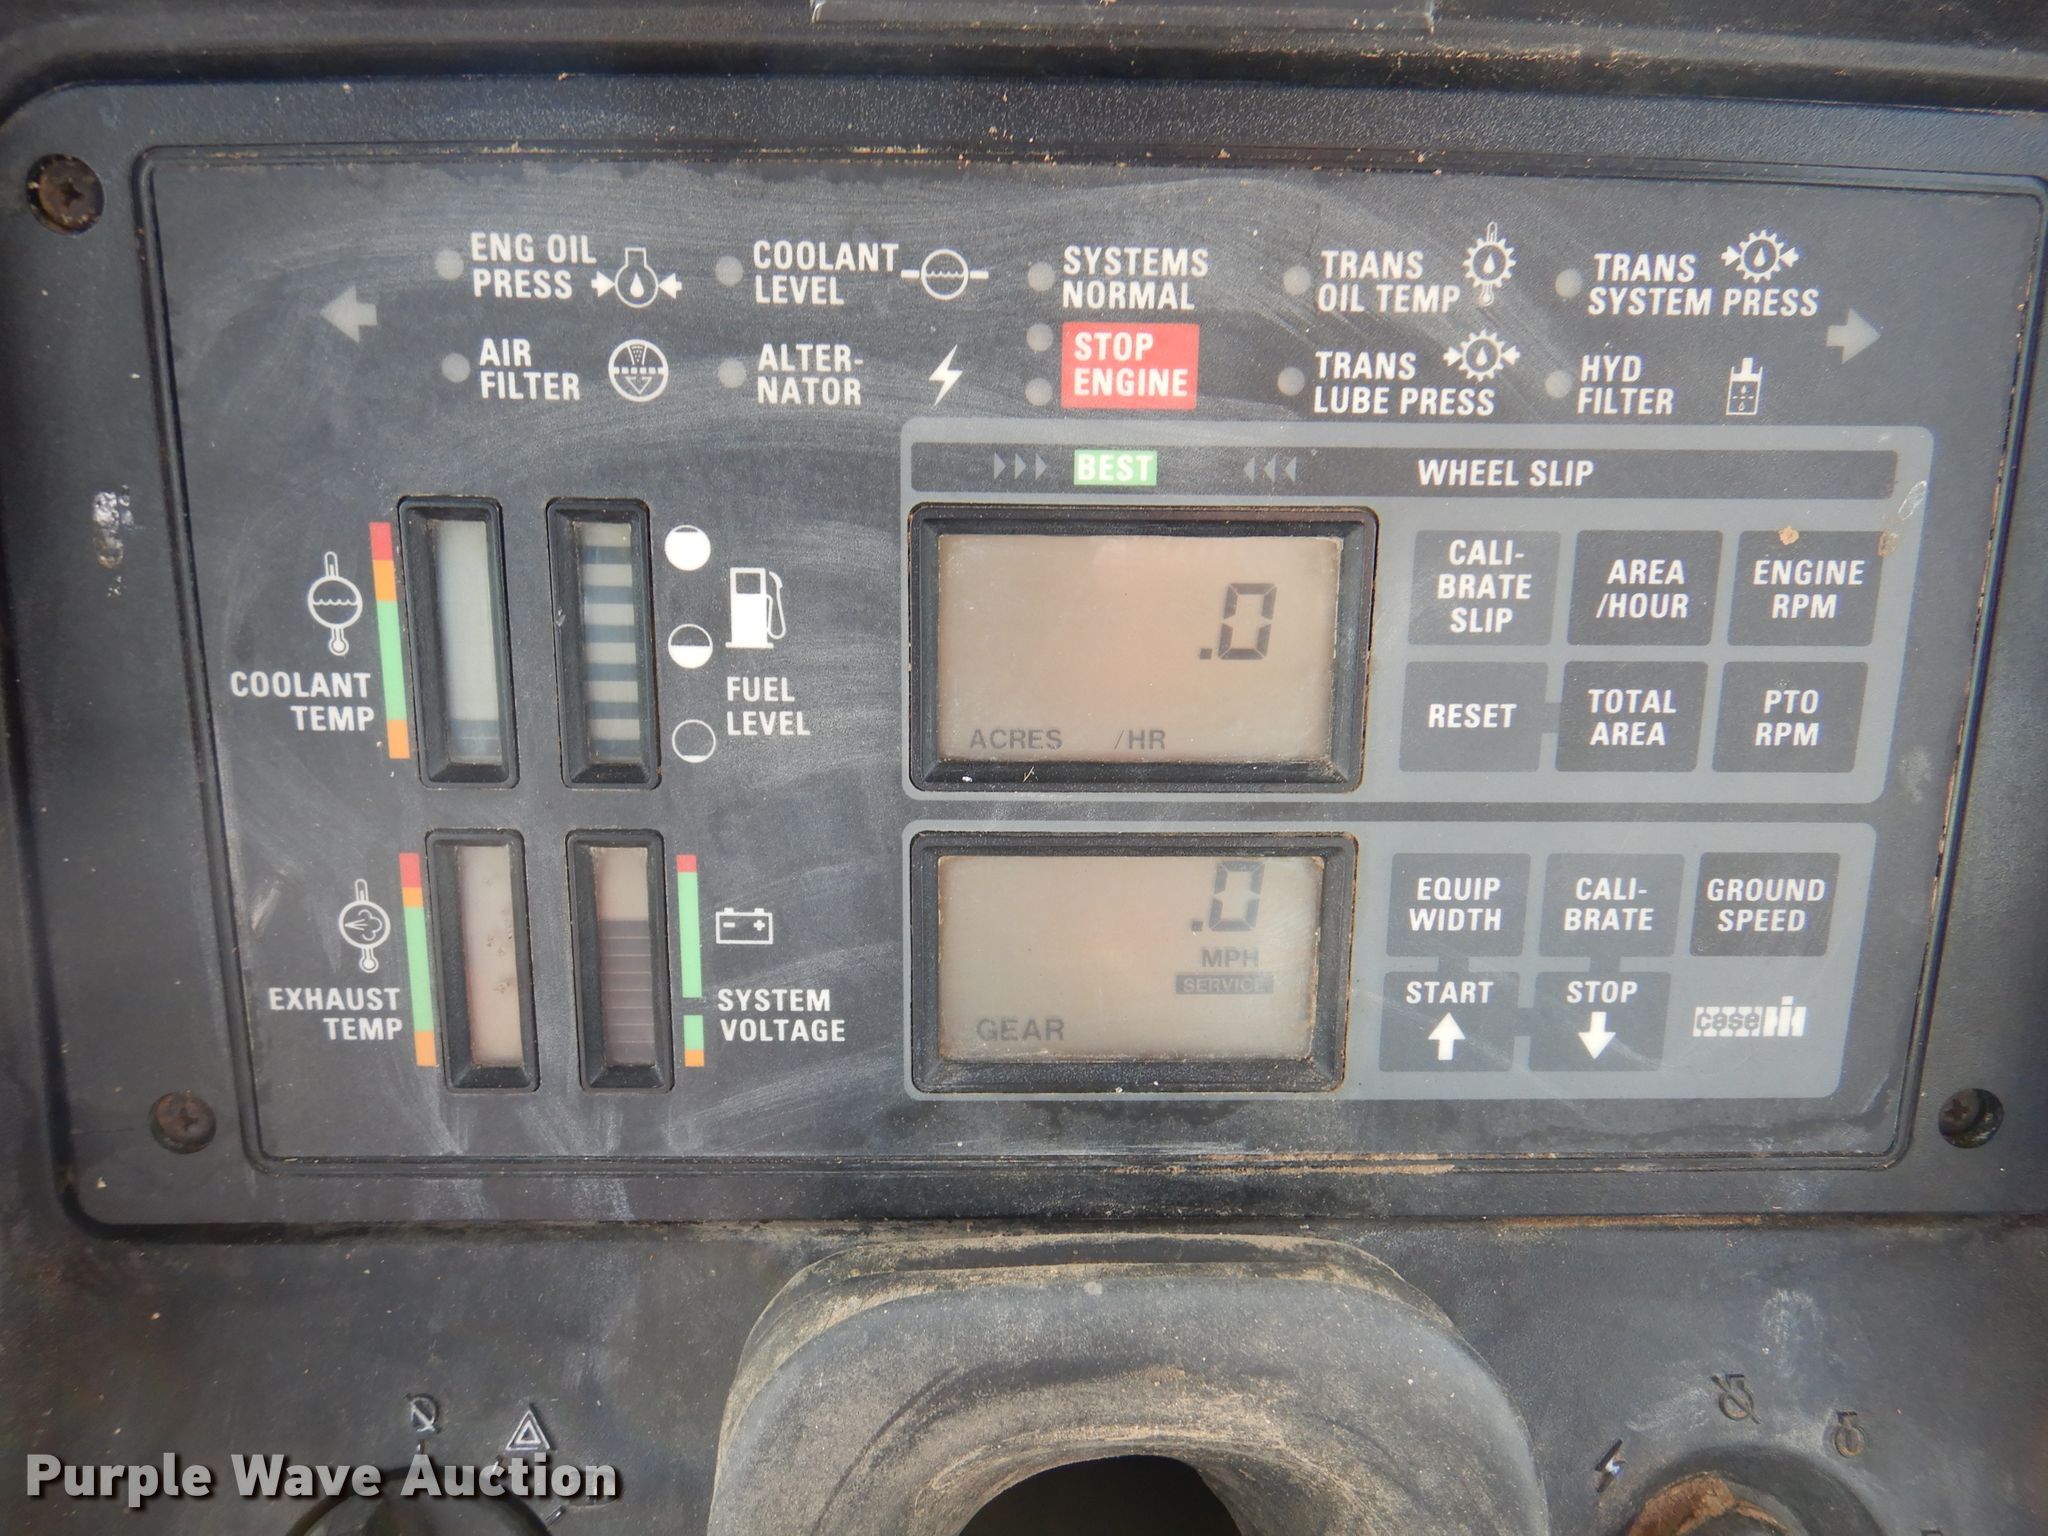 ENG OIL
PRESS
COOLANT
LEVEL
SYSTEMS
NORMAL
TRANS
OIL TEMP
TRANS
SYSTEM PRESS
AIR
FILTER
ALTER-
NATOR
STOP
ENGINE
TRANS
LUBE PRESS
HYD
FILTER
BEST
WHEEL SLIP
COOLANT
TEMP
FUEL
LEVEL
.0
ACRES /HR
CALI-
BRATE
SLIP
AREA
/HOUR
ENGINE
RPM
RESET
TOTAL
AREA
PTO
RPM
EXHAUST
TEMP
SYSTEM
VOLTAGE
.0
MPH
SERVICE
GEAR
EQUIP
WIDTH
CALI-
BRATE
GROUND
SPEED
START
STOP
case IH
Purple Wave Auction